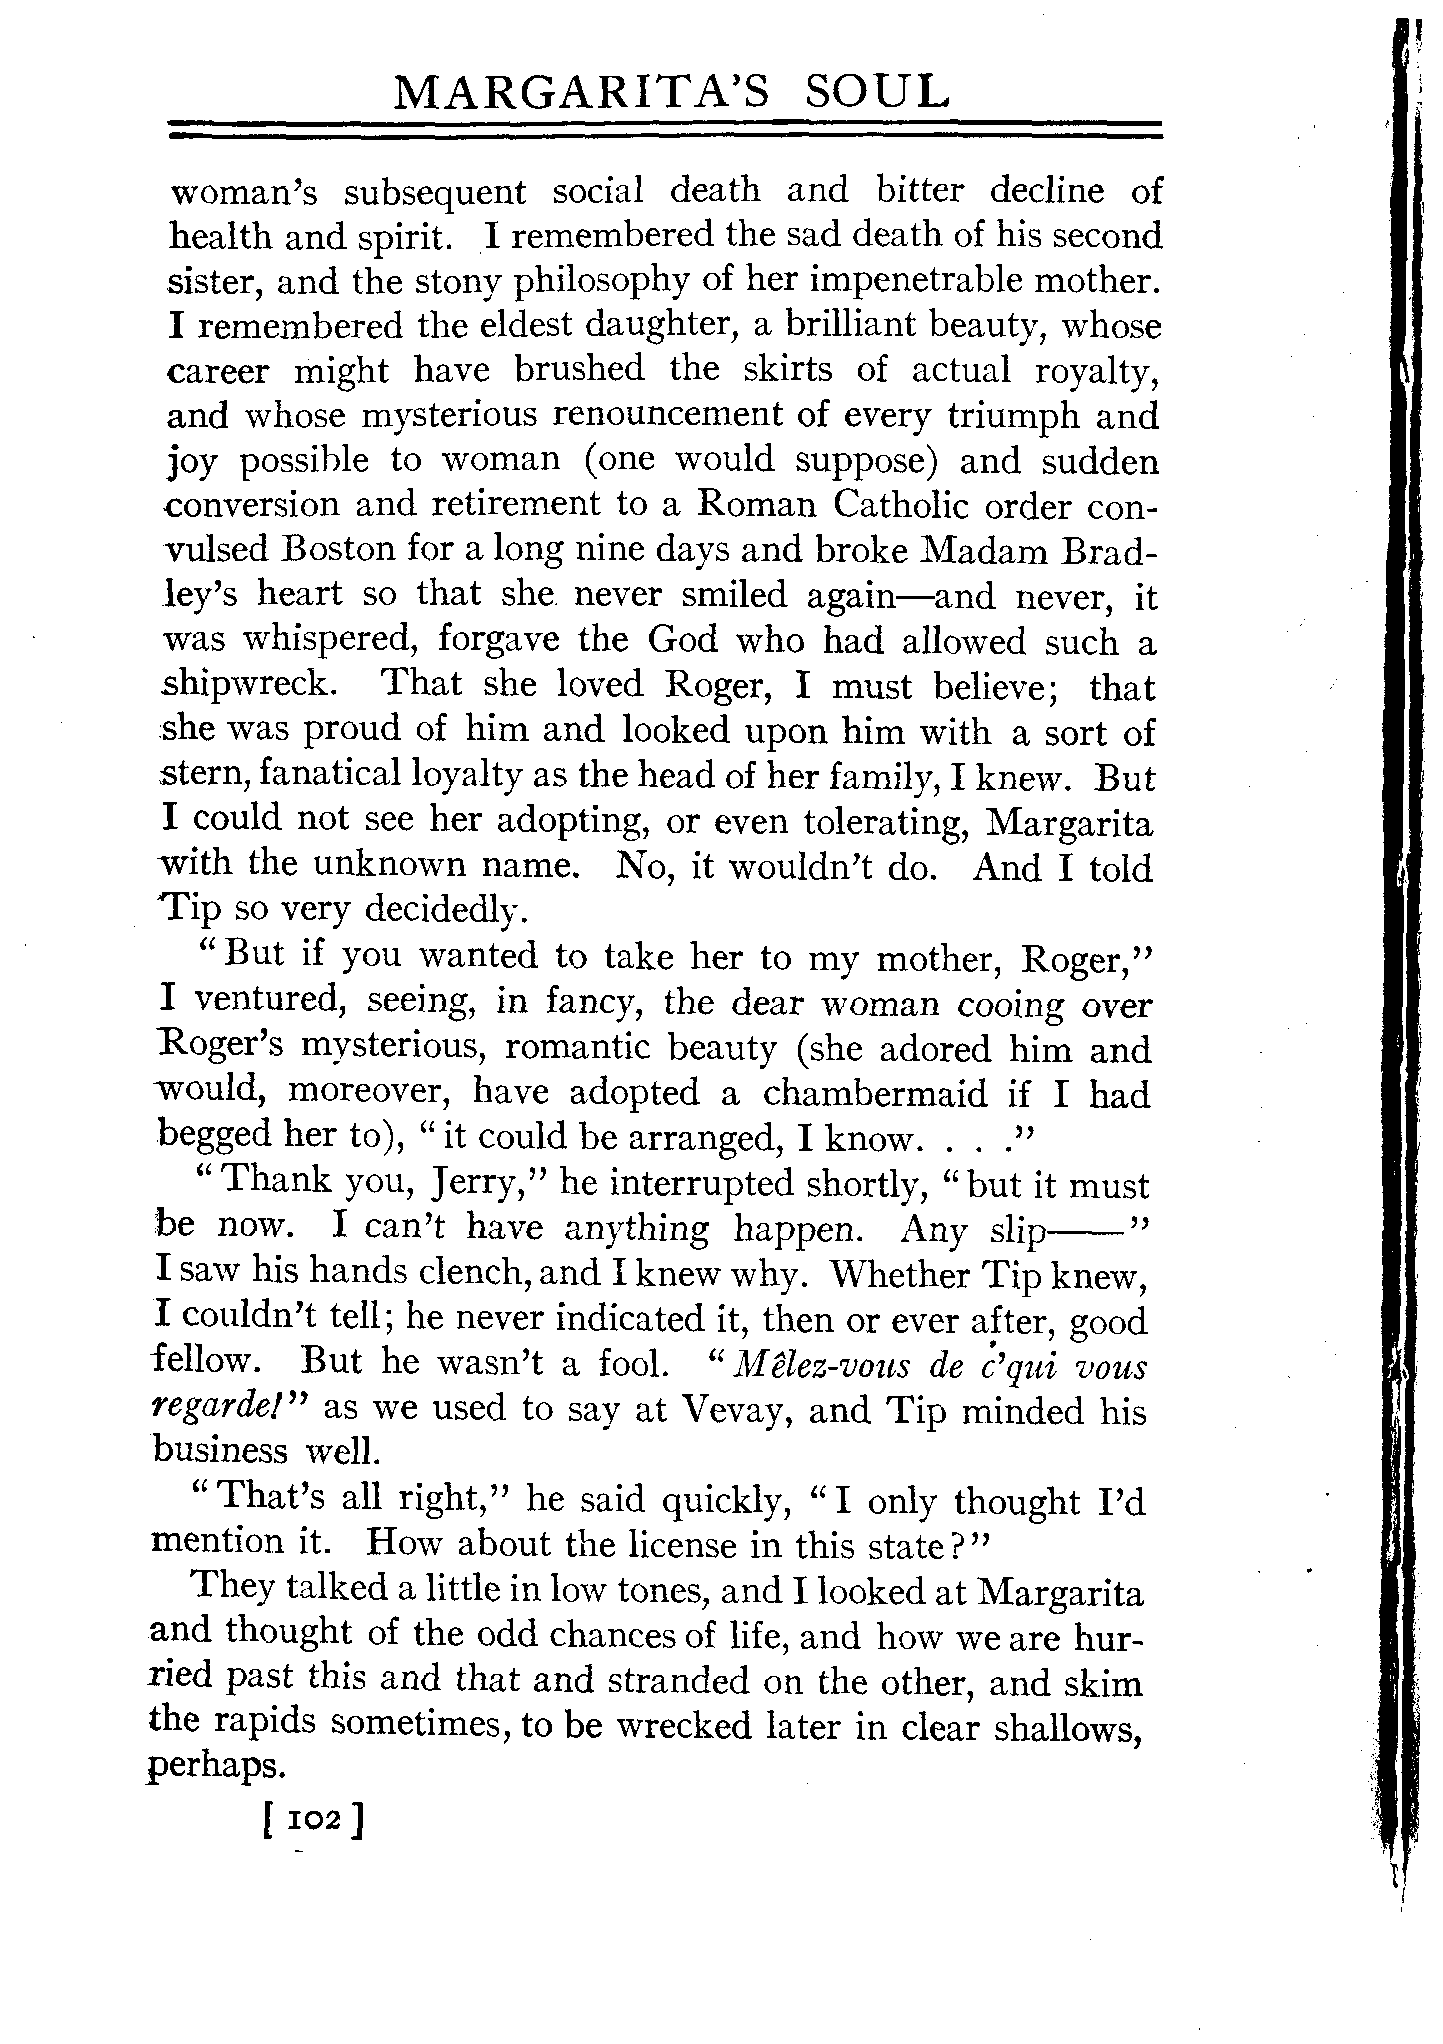 MARGARITA'S SOUL
woman's subsequent social death and bitter decline of
health and spirit. I remembered the sad death of his second
sister, and the stony philosophy of her impenetrable mother.
I remembered the eldest daughter, a brilliant beauty, whose
career might have brushed the skirts of actual royalty,
and whose mysterious renouncement of every triumph and
joy possible to woman (one would suppose) and sudden
conversion and retirement to a Roman Catholic order con-
vulsed Boston for a long nine days and broke Madam Brad-
ley's heart so that she never smiled again—and never, it
was whispered, forgave the God who had allowed such a
shipwreck. That she loved Roger, I must believe; that
she was proud of him and looked upon him with a sort of
stern, fanatical loyalty as the head of her family, I knew. But
I could not see her adopting, or even tolerating, Margarita
with the unknown name. No, it wouldn't do. And I told
Tip so very decidedly.
"But if you wanted to take her to my mother, Roger,"
I ventured, seeing, in fancy, the dear woman cooing over
Roger's mysterious, romantic beauty (she adored him and
would, moreover, have adopted a chambermaid if I had
begged her to), "it could be arranged, I know. . . ."
"Thank you, Jerry," he interrupted shortly, "but it must
be now. I can't have anything happen. Any slip——"
I saw his hands clench, and I knew why. Whether Tip knew,
I couldn't tell; he never indicated it, then or ever after, good
fellow. But he wasn't a fool. "Mêlez-vous de c'qui vous
regarde!" as we used to say at Vevay, and Tip minded his
business well.
"That's all right," he said quickly, "I only thought I'd
mention it. How about the license in this state?"
They talked a little in low tones, and I looked at Margarita
and thought of the odd chances of life, and how we are hur-
ried past this and that and stranded on the other, and skim
the rapids sometimes, to be wrecked later in clear shallows,
perhaps.
[ 102 ]